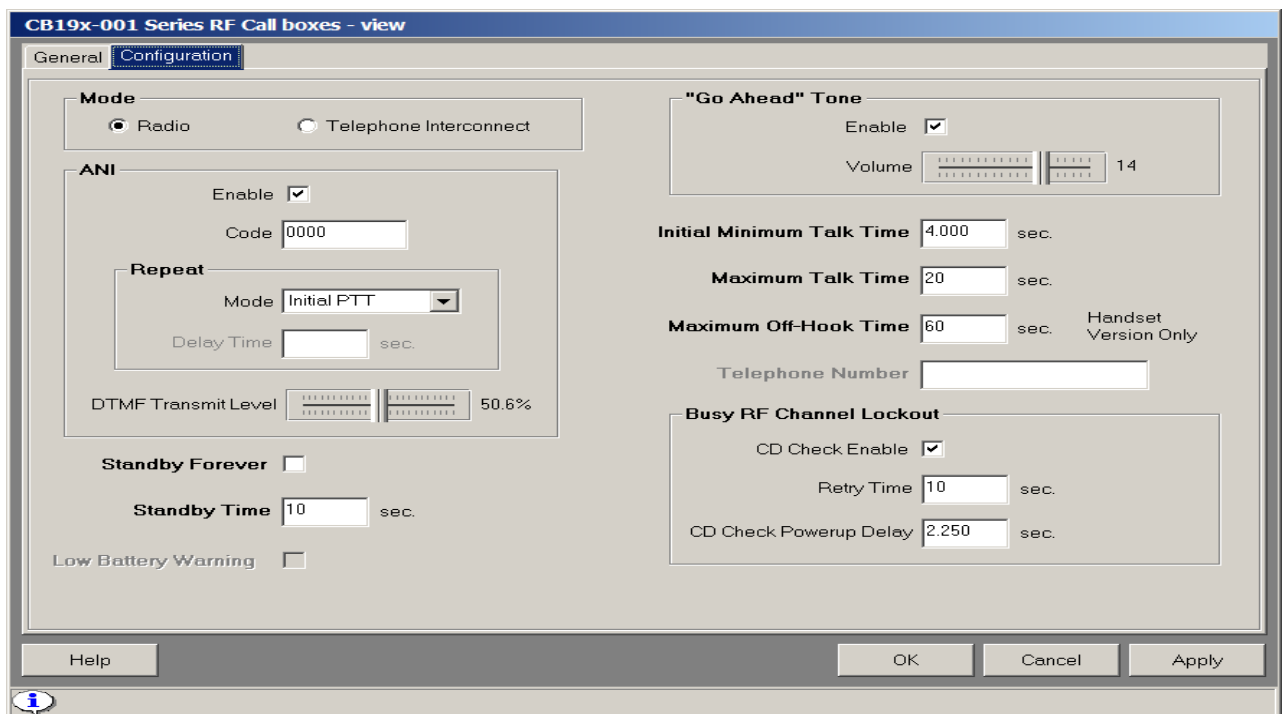 CB19x-001 Series RF Call boxes - view
General Configuration
Mode
Radio Telephone Interconnect
ANI
Enable
Code 0000
Repeat
Mode Initial PTT
Delay Time sec.
DTMF Transmit Level 50.6%
Standby Forever
Standby Time 10 sec.
Low Battery Warning
"Go Ahead" Tone
Enable
Volume 14
Initial Minimum Talk Time 4.000 sec.
Maximum Talk Time 20 sec.
Maximum Off-Hook Time 60 sec. Handset
Version Only
Telephone Number
Busy RF Channel Lockout
CD Check Enable
Retry Time 10 sec.
CD Check Powerup Delay 2.250 sec.
Help OK Cancel Apply